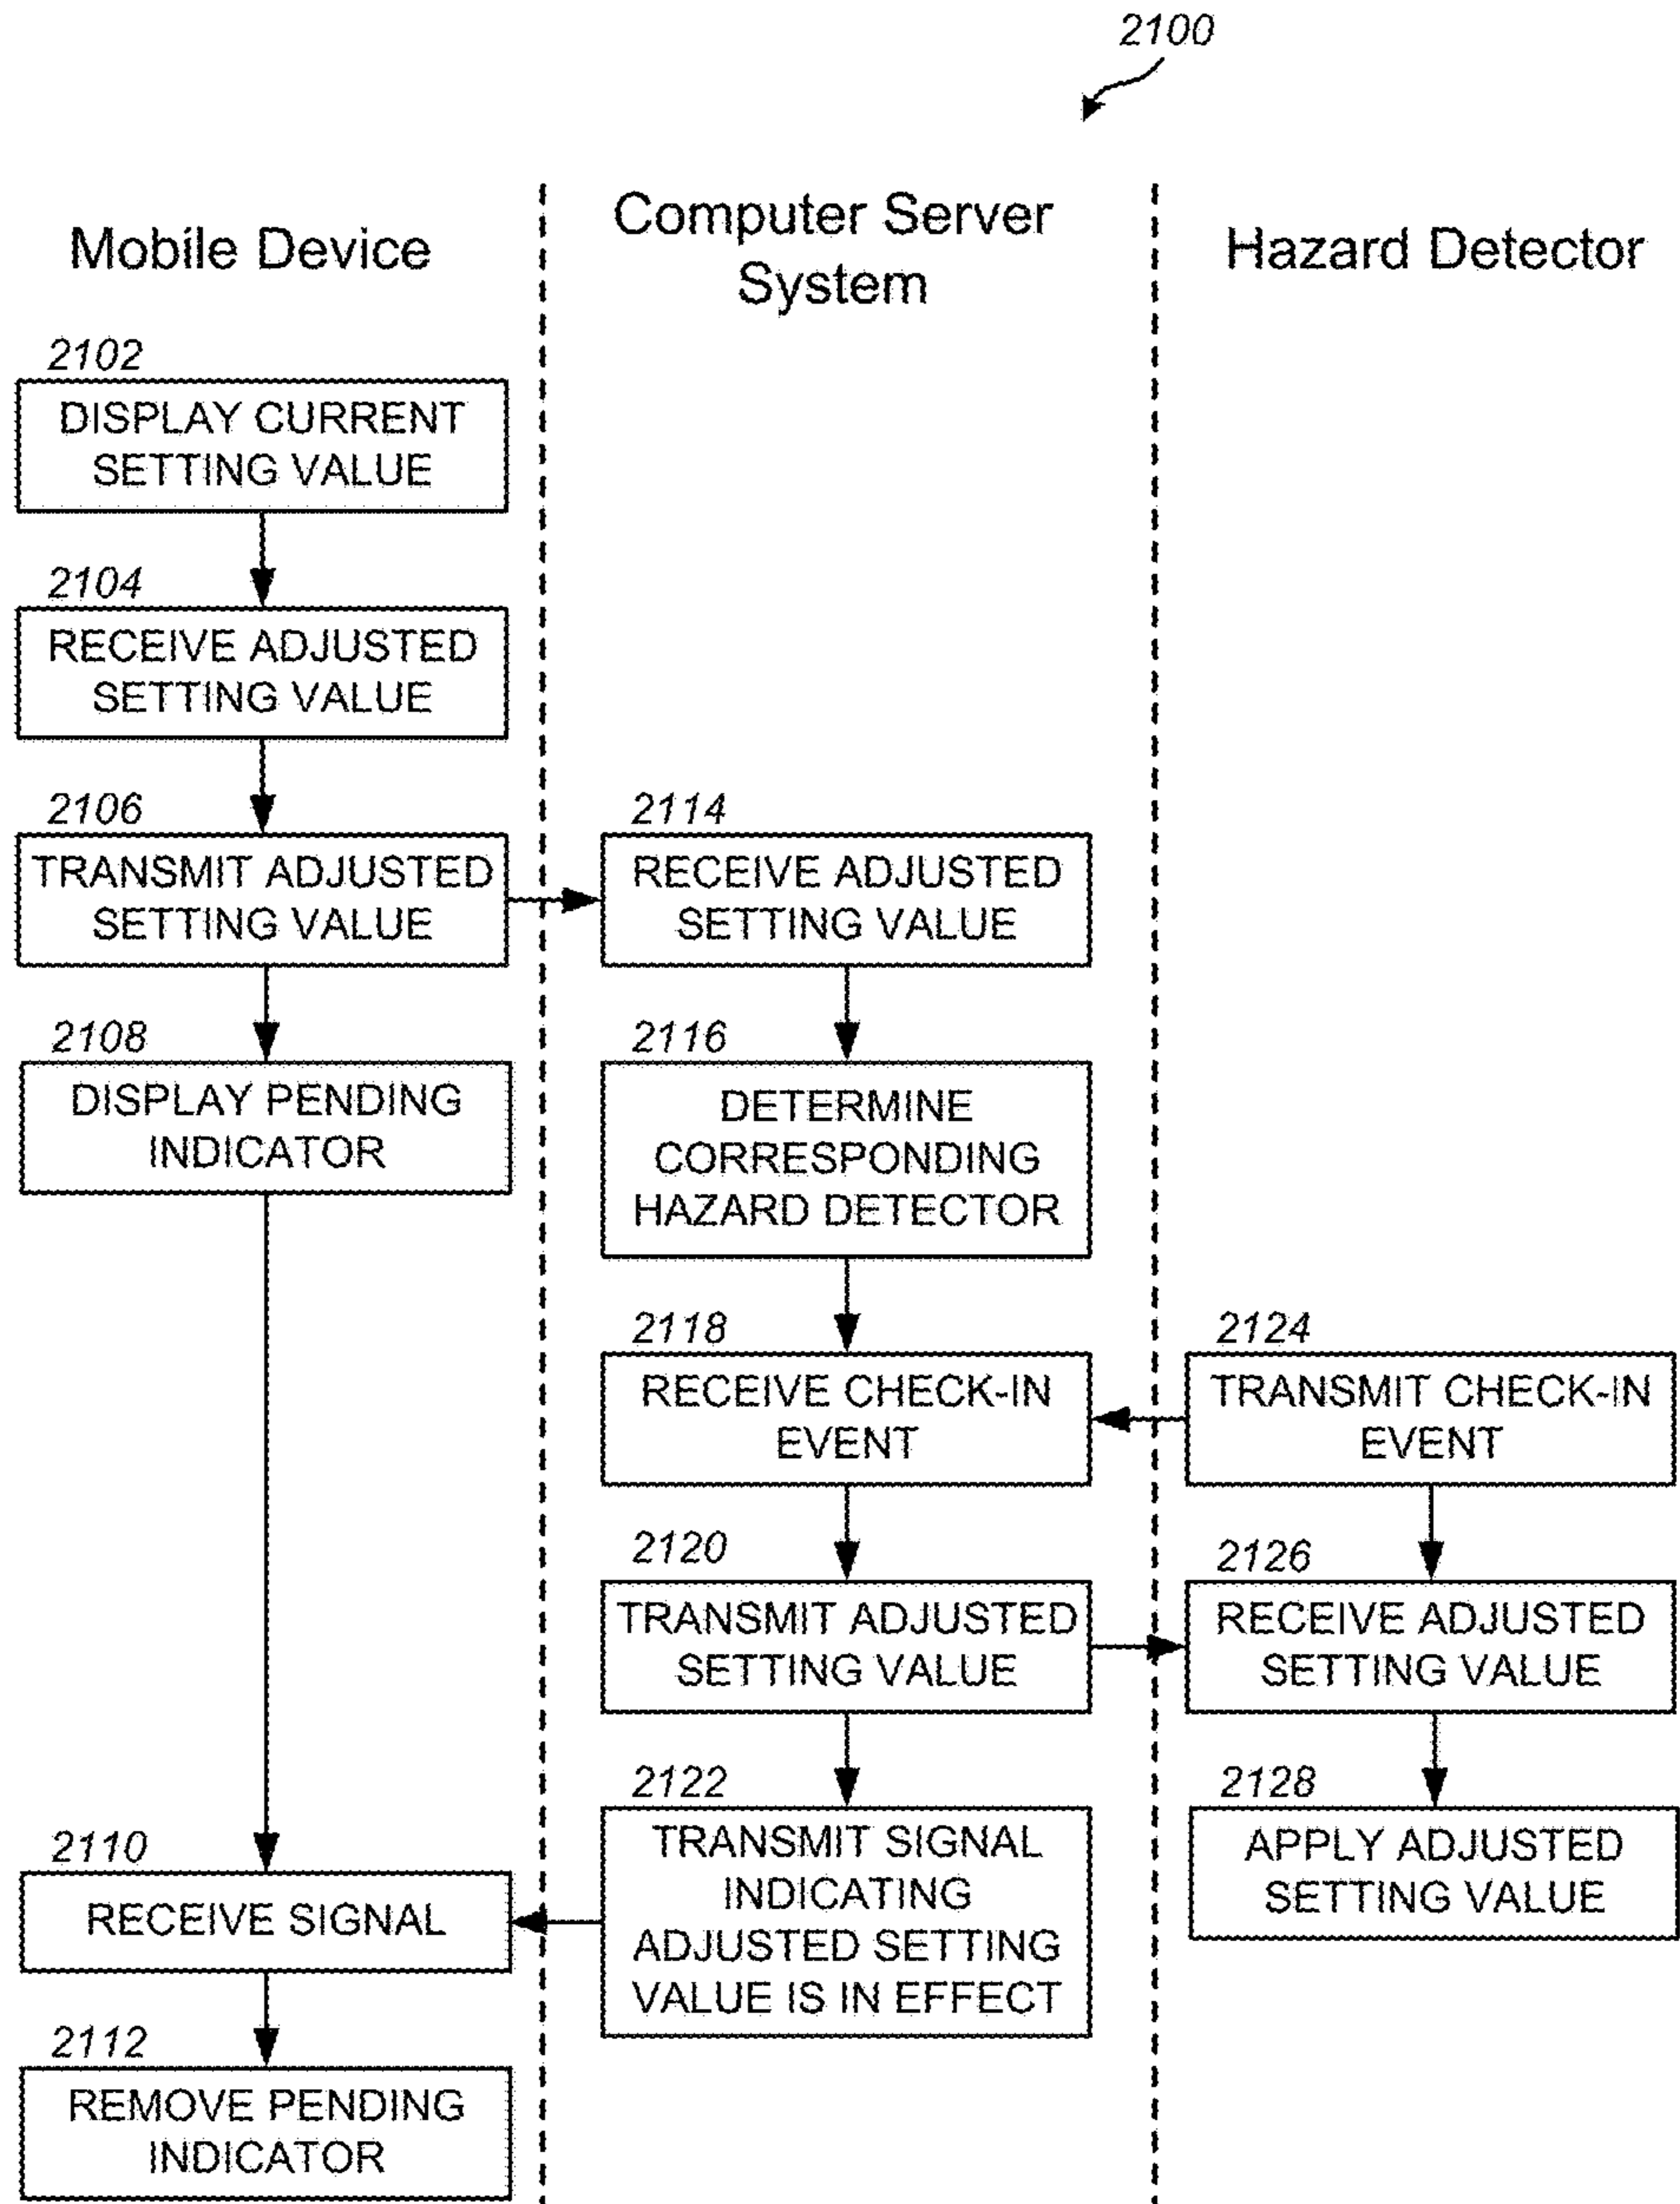 2100
Mobile Device
Computer Server
System
Hazard Detector
2102
DISPLAY CURRENT
SETTING VALUE
2104
RECEIVE ADJUSTED
SETTING VALUE
2106
TRANSMIT ADJUSTED
SETTING VALUE
2108
DISPLAY PENDING
INDICATOR
2110
RECEIVE SIGNAL
2112
REMOVE PENDING
INDICATOR
2114
RECEIVE ADJUSTED
SETTING VALUE
2116
DETERMINE
CORRESPONDING
HAZARD DETECTOR
2118
RECEIVE CHECK-IN
EVENT
2120
TRANSMIT ADJUSTED
SETTING VALUE
2122
TRANSMIT SIGNAL
INDICATING
ADJUSTED SETTING
VALUE IS IN EFFECT
2124
TRANSMIT CHECK-IN
EVENT
2126
RECEIVE ADJUSTED
SETTING VALUE
2128
APPLY ADJUSTED
SETTING VALUE